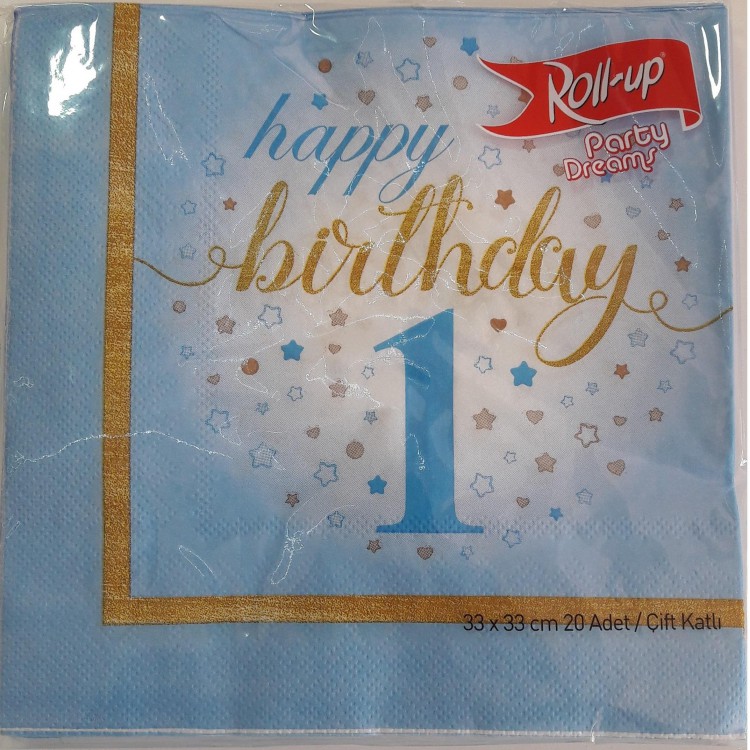 Roll-up
Party
Dreams
happy
birthday
1
33 x 33 cm 20 Adet / Çift Katlı